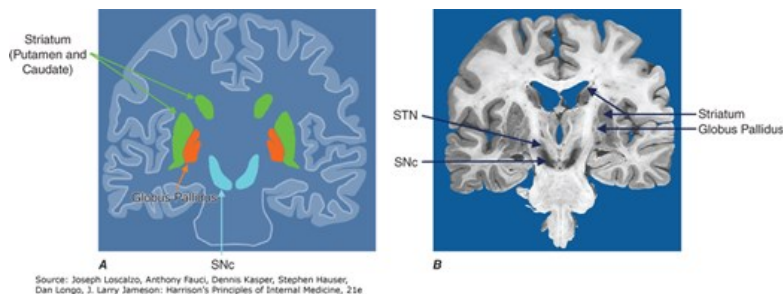 Striatum
(Putamen and
Caudate)
Globus Pallidus
A
SNc
STN
SNc
Striatum
Globus Pallidus
B
Source: Joseph Loscalzo, Anthony Fauci, Dennis Kasper, Stephen Hauser,
Dan Longo, J. Larry Jameson: Harrison's Principles of Internal Medicine, 21e